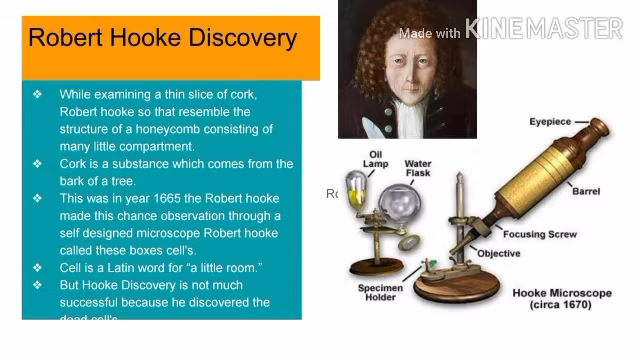 Robert Hooke Discovery
Made with KINEMASTER
❖ While examining a thin slice of cork,
Robert hooke so that resemble the
structure of a honeycomb consisting of
many little compartment.
❖ Cork is a substance which comes from the
bark of a tree.
❖ This was in year 1665 the Robert hooke
made this chance observation through a
self designed microscope Robert hooke
called these boxes cell's.
❖ Cell is a Latin word for “a little room.”
❖ But Hooke Discovery is not much
successful because he discovered the
dead cell's
Eyepiece
Oil
Lamp
Water
Flask
Barrel
Focusing Screw
Objective
Specimen
Holder
Hooke Microscope
(circa 1670)